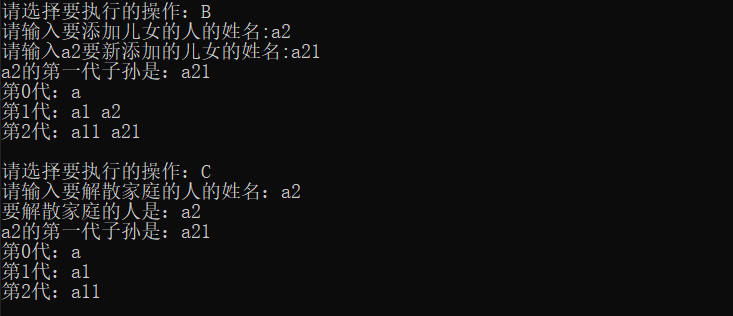 请选择要执行的操作：B
请输入要添加儿女的人的姓名:a2
请输入a2要新添加的儿女的姓名:a21
a2的第一代子孙是：a21
第0代：a
第1代：a1 a2
第2代：a11 a21
请选择要执行的操作：C
请输入要解散家庭的人的姓名：a2
要解散家庭的人是：a2
a2的第一代子孙是：a21
第0代：a
第1代：a1
第2代：a11